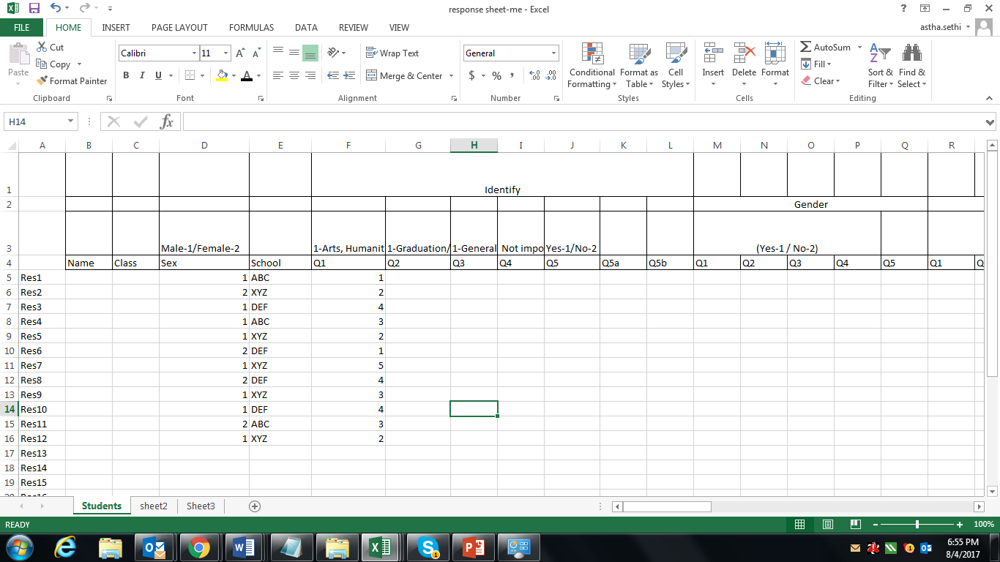 response sheet-me - Excel
FILE HOME INSERT PAGE LAYOUT FORMULAS DATA REVIEW VIEW astha.sethi
Paste Cut Copy Format Painter Clipboard
Calibri 11 B I U A Font
Wrap Text Merge & Center Alignment
General $ % , Number
Conditional Formatting Format as Table Cell Styles Styles
Insert Delete Format Cells
AutoSum Fill Clear Sort & Filter Find & Select Editing
H14 fx
A B C D E F G H I J K L M N O P Q R
1 Identify
2 Gender
3 Male-1/Female-2 1-Arts, Humanit 1-Graduation/ 1-General Not impo Yes-1/No-2 (Yes-1 / No-2)
4 Name Class Sex School Q1 Q2 Q3 Q4 Q5 Q5a Q5b Q1 Q2 Q3 Q4 Q5 Q1 Q
5 Res1 1 ABC 1
6 Res2 2 XYZ 2
7 Res3 1 DEF 4
8 Res4 1 ABC 3
9 Res5 1 XYZ 2
10 Res6 2 DEF 1
11 Res7 1 XYZ 5
12 Res8 2 DEF 4
13 Res9 1 XYZ 3
14 Res10 1 DEF 4
15 Res11 2 ABC 3
16 Res12 1 XYZ 2
17 Res13
18 Res14
19 Res15
Students sheet2 Sheet3
READY 100%
6:55 PM
8/4/2017